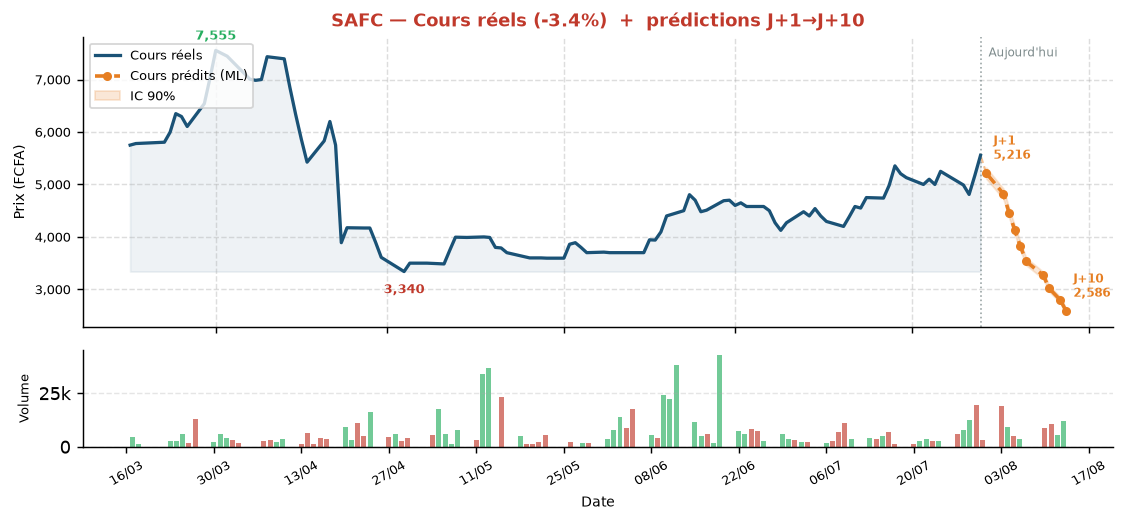 SAFC — Cours réels (-3.4%)  +  prédictions J+1→J+10
7,555
Cours réels
Cours prédits (ML)
IC 90%
Aujourd'hui
J+1
5,216
J+10
2,586
3,340
Prix (FCFA)
7,000
6,000
5,000
4,000
3,000
Volume
25k
0
16/03
30/03
13/04
27/04
11/05
25/05
08/06
22/06
06/07
20/07
03/08
17/08
Date